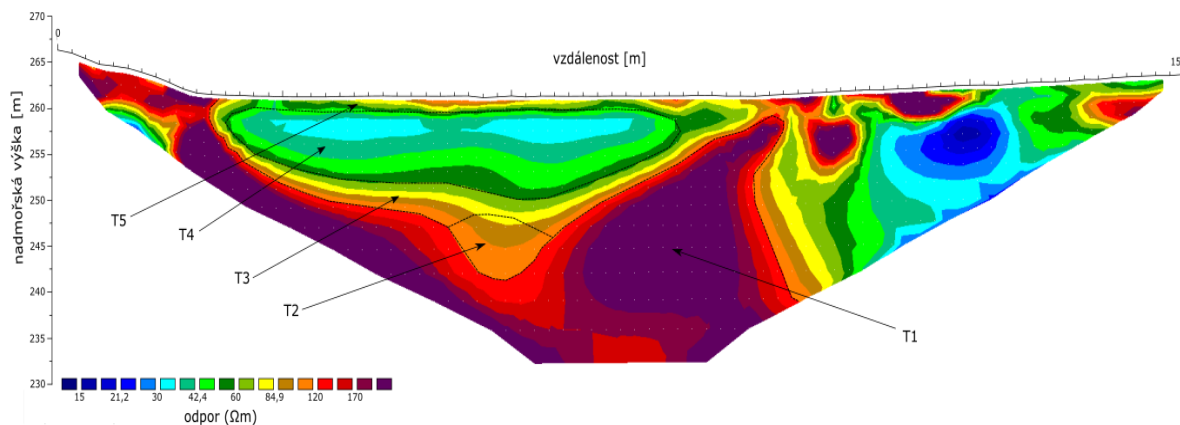 270
0
vzdálenost [m]
15
265
260
255
250
245
240
235
230
nadmořská výška [m]
T5
T4
T3
T2
T1
15 21,2 30 42,4 60 84,9 120 170
odpor (Ωm)